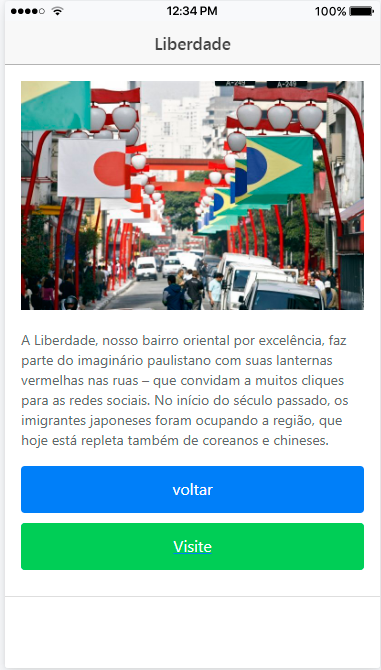 12:34 PM 100%
Liberdade
A-249 A-249
A Liberdade, nosso bairro oriental por excelência, faz
parte do imaginário paulistano com suas lanternas
vermelhas nas ruas – que convidam a muitos cliques
para as redes sociais. No início do século passado, os
imigrantes japoneses foram ocupando a região, que
hoje está repleta também de coreanos e chineses.
voltar
Visite